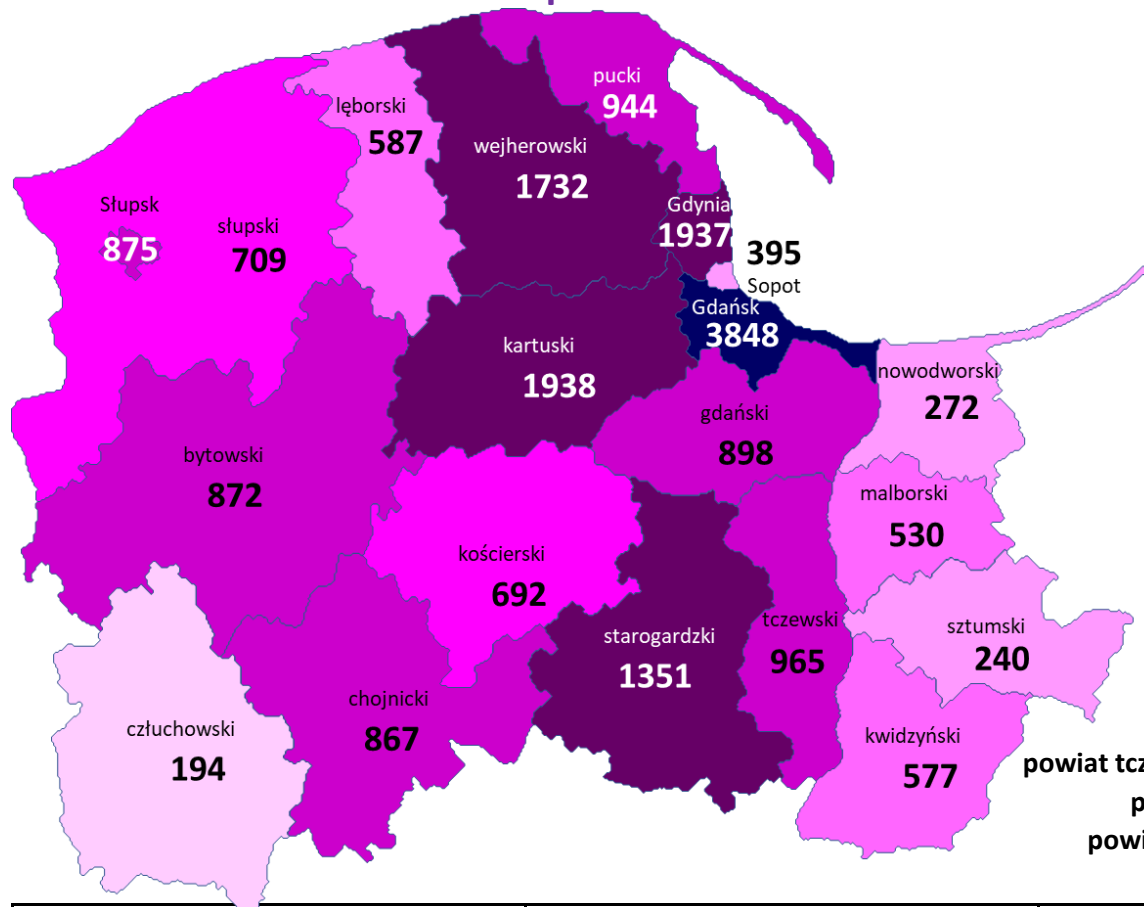 pucki
944
lęborski
587
wejherowski
1732
Słupsk
875
słupski
709
Gdynia
1937
395
Sopot
Gdańsk
3848
kartuski
1938
nowodworski
272
gdański
898
bytowski
872
malborski
530
kościerski
692
starogardzki
1351
tczewski
965
sztumski
240
chojnicki
867
człuchowski
194
kwidzyński
577
powiat